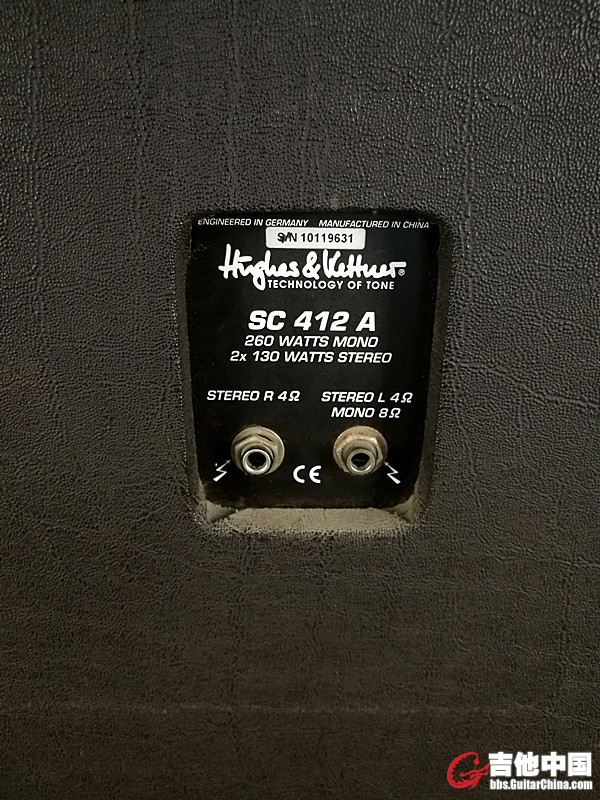 ENGINEERED IN GERMANY MANUFACTURED IN CHINA
S/N 10119631
Hughes & Kettner®
TECHNOLOGY OF TONE
SC 412 A
260 WATTS MONO
2x 130 WATTS STEREO
STEREO R 4Ω STEREO L 4Ω
MONO 8Ω
CE
吉他中国
bbs.GuitarChina.com